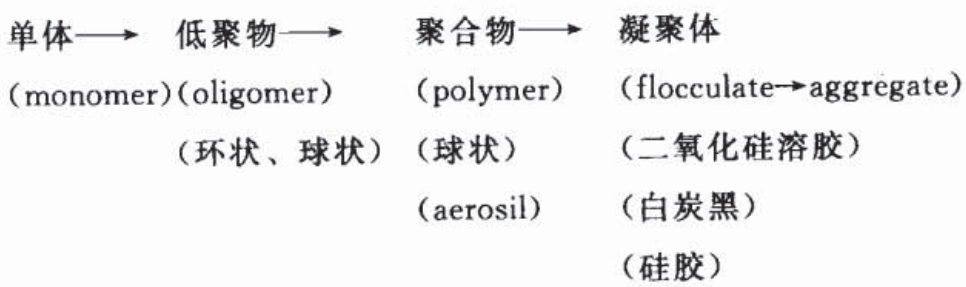 单体⟶ 低聚物⟶ 聚合物⟶ 凝聚体
(monomer)(oligomer) (polymer) (flocculate→aggregate)
(环状、球状) (球状) (二氧化硅溶胶)
(aerosil) (白炭黑)
(硅胶)